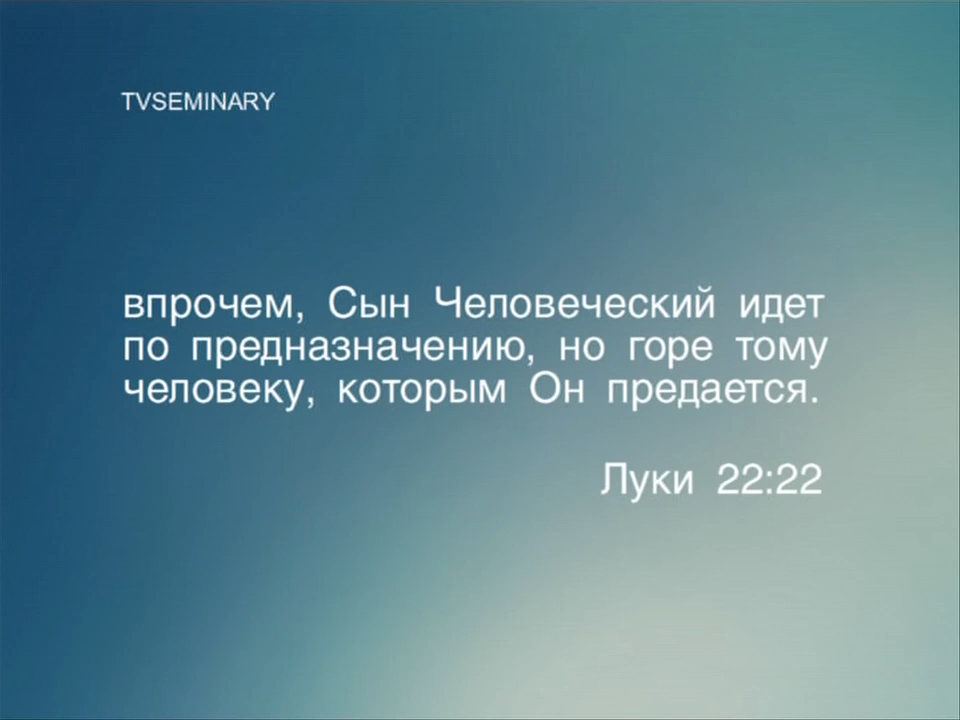 TVSEMINARY
впрочем, Сын Человеческий идет
по предназначению, но горе тому
человеку, которым Он предается.
Луки 22:22